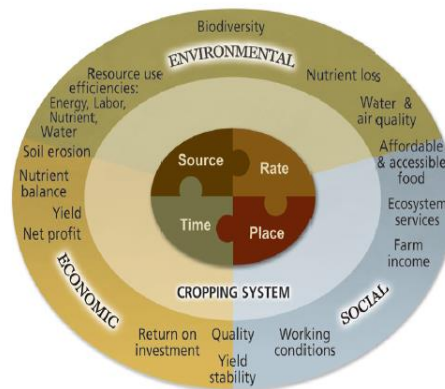 Biodiversity
ENVIRONMENTAL
Resource use
efficiencies:
Energy, Labor,
Nutrient,
Water
Nutrient loss
Water &
air quality
Soil erosion
Nutrient
balance
Yield
Net profit
Affordable
& accessible
food
Ecosystem
services
Farm
income
Source
Rate
Time
Place
CROPPING SYSTEM
ECONOMIC
SOCIAL
Return on
investment
Quality
Yield
stability
Working
conditions